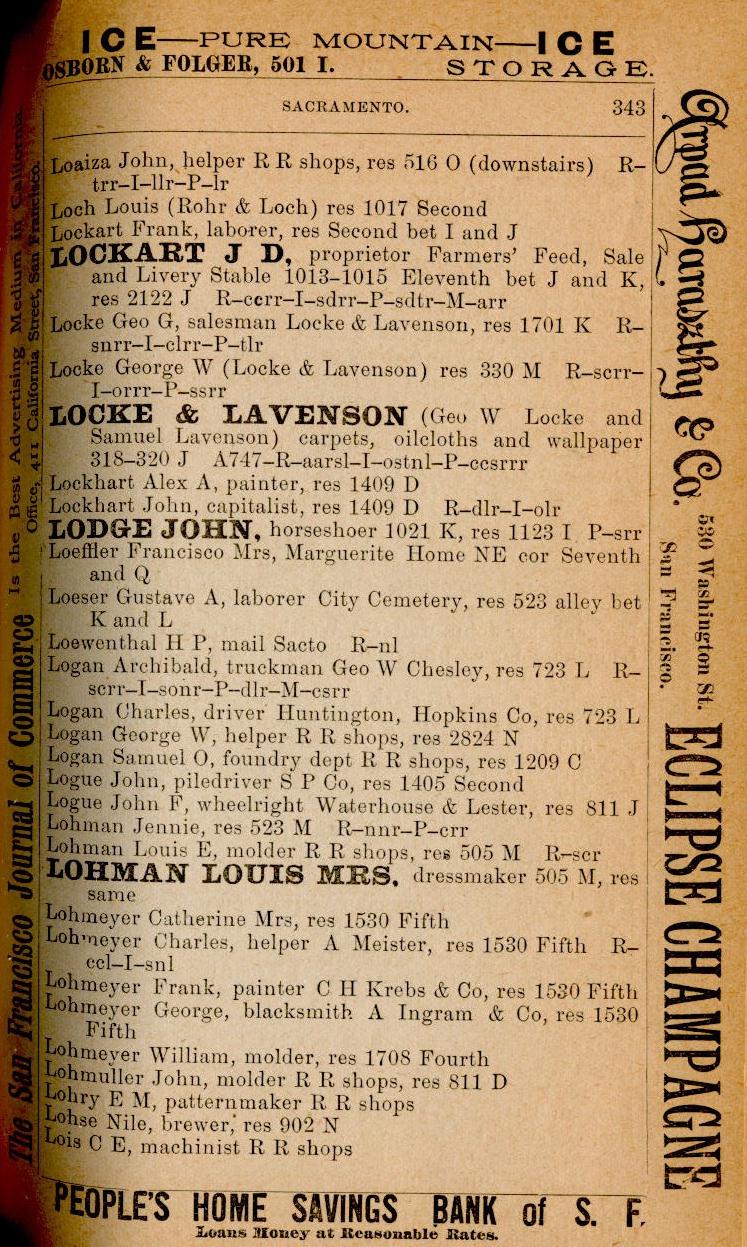 ICE—PURE MOUNTAIN—ICE
OSBORN & FOLGER, 501 I. STORAGE.
SACRAMENTO. 343
Loaiza John, helper R R shops, res 516 O (downstairs) R–
trr–I–llr–P–lr
Loch Louis (Rohr & Loch) res 1017 Second
Lockart Frank, laborer, res Second bet I and J
LOCKART J D, proprietor Farmers' Feed, Sale
and Livery Stable 1013–1015 Eleventh bet J and K,
res 2122 J R–ccrr–I–sdrr–P–sdtr–M–arr
Locke Geo G, salesman Locke & Lavenson, res 1701 K R–
snrr–I–clrr–P–tlr
Locke George W (Locke & Lavenson) res 330 M R–scrr–
I–orrr–P–ssrr
LOCKE & LAVENSON (Geo W Locke and
Samuel Lavenson) carpets, oilcloths and wallpaper
318–320 J A747–R–aarsl–I–ostnl–P–ccsrrr
Lockhart Alex A, painter, res 1409 D
Lockhart John, capitalist, res 1409 D R–dlr–I–olr
LODGE JOHN, horseshoer 1021 K, res 1123 I P–srr
Loeffler Francisco Mrs, Marguerite Home NE cor Seventh
and Q
Loeser Gustave A, laborer City Cemetery, res 523 alley bet
K and L
Loewenthal H P, mail Sacto R–nl
Logan Archibald, truckman Geo W Chesley, res 723 L R–
scrr–I–sonr–P–dlr–M–csrr
Logan Charles, driver Huntington, Hopkins Co, res 723 L
Logan George W, helper R R shops, res 2824 N
Logan Samuel O, foundry dept R R shops, res 1209 C
Logue John, piledriver S P Co, res 1405 Second
Logue John F, wheelright Waterhouse & Lester, res 811 J
Lohman Jennie, res 523 M R–nnr–P–crr
Lohman Louis E, molder R R shops, res 505 M R–scr
LOHMAN LOUIS MRS, dressmaker 505 M, res
same
Lohmeyer Catherine Mrs, res 1530 Fifth
Lohmeyer Charles, helper A Meister, res 1530 Fifth R–
ccl–I–snl
Lohmeyer Frank, painter C H Krebs & Co, res 1530 Fifth
Lohmeyer George, blacksmith A Ingram & Co, res 1530
Fifth
Lohmeyer William, molder, res 1708 Fourth
Lohmuller John, molder R R shops, res 811 D
Lohry E M, patternmaker R R shops
Lohse Nile, brewer, res 902 N
Lois C E, machinist R R shops
PEOPLE'S HOME SAVINGS BANK of S. F.
Loans Money at Reasonable Rates.
The San Francisco Journal of Commerce Is the Best Advertising Medium in California.
Office, 411 California Street, San Francisco.
Arpad Haraszthy & Co. 530 Washington St.
San Francisco.
ECLIPSE CHAMPAGNE